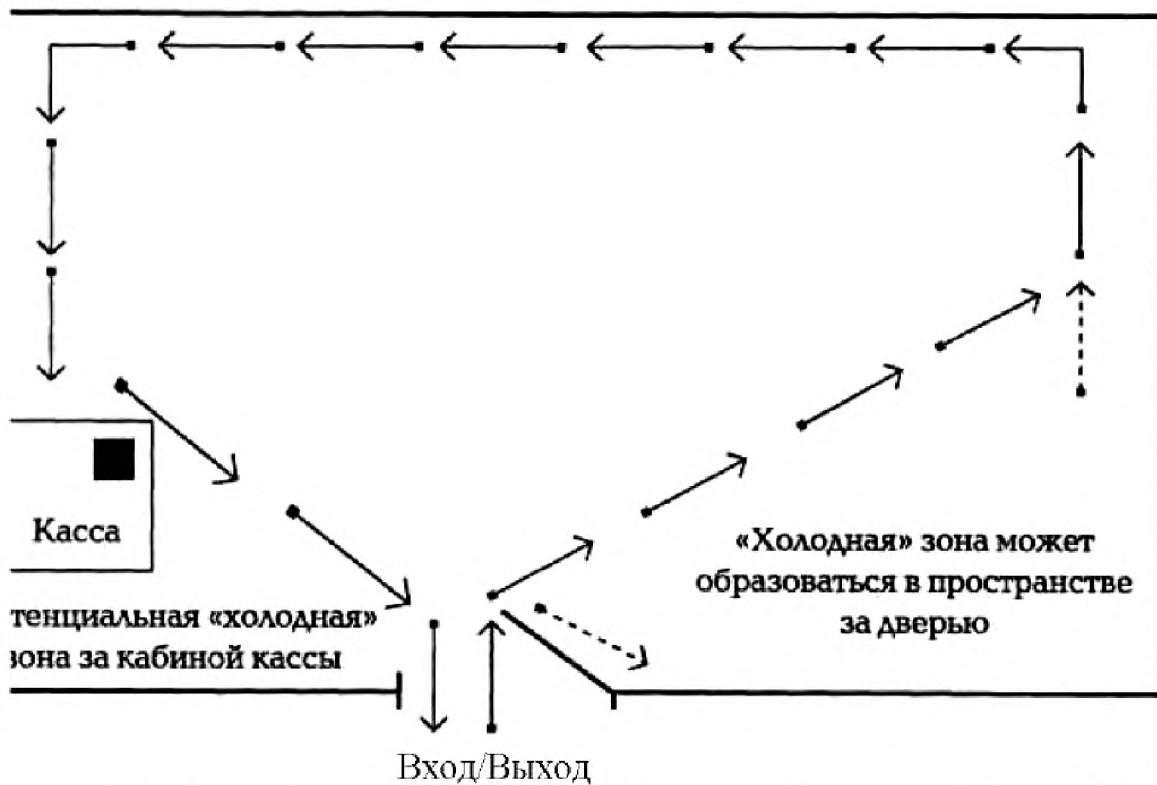 Касса
«Холодная» зона может
образоваться в пространстве
за дверью
тенциальная «холодная»
зона за кабиной кассы
Вход/Выход